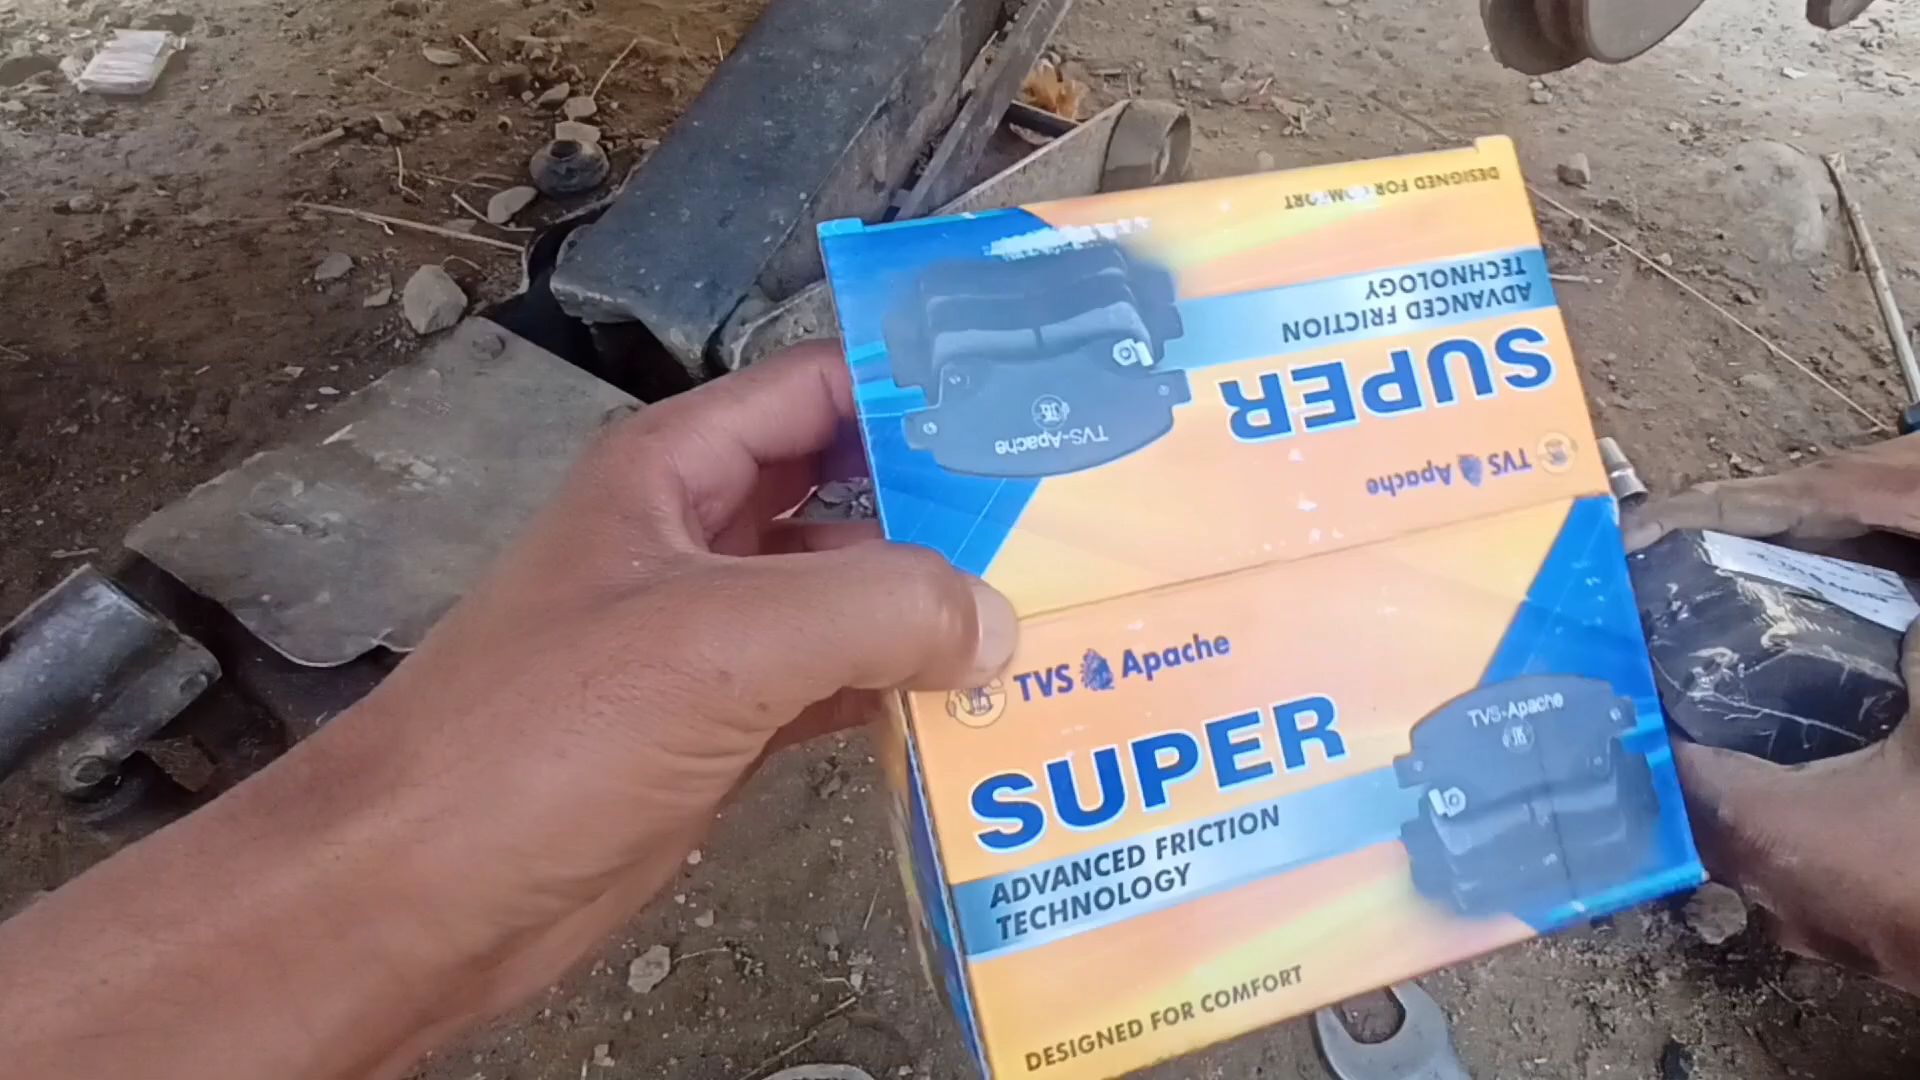 DESIGNED FOR COMFORT
ADVANCED FRICTION
TECHNOLOGY
SUPER
TVS Apache
TVS-Apache
TVS Apache
SUPER
ADVANCED FRICTION
TECHNOLOGY
DESIGNED FOR COMFORT
TVS-Apache